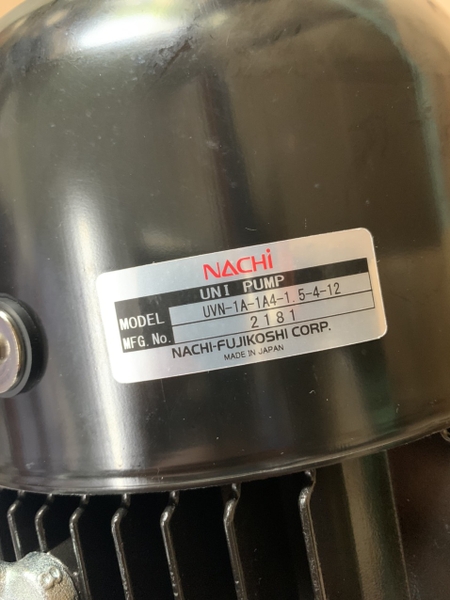 NACHi
UNI PUMP
MODEL UVN-1A-1A4-1.5-4-12
MFG. No. 2181
NACHI-FUJIKOSHI CORP.
MADE IN JAPAN